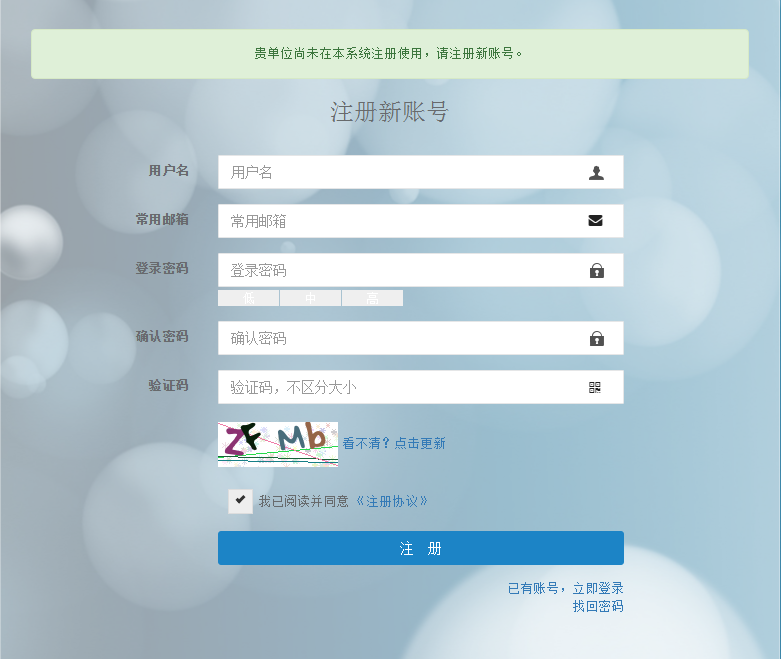 贵单位尚未在本系统注册使用，请注册新账号。
注册新账号
用户名 用户名
常用邮箱 常用邮箱
登录密码 登录密码
低 中 高
确认密码 确认密码
验证码 验证码，不区分大小
ZFMb 看不清？点击更新
我已阅读并同意《注册协议》
注 册
已有账号，立即登录
找回密码